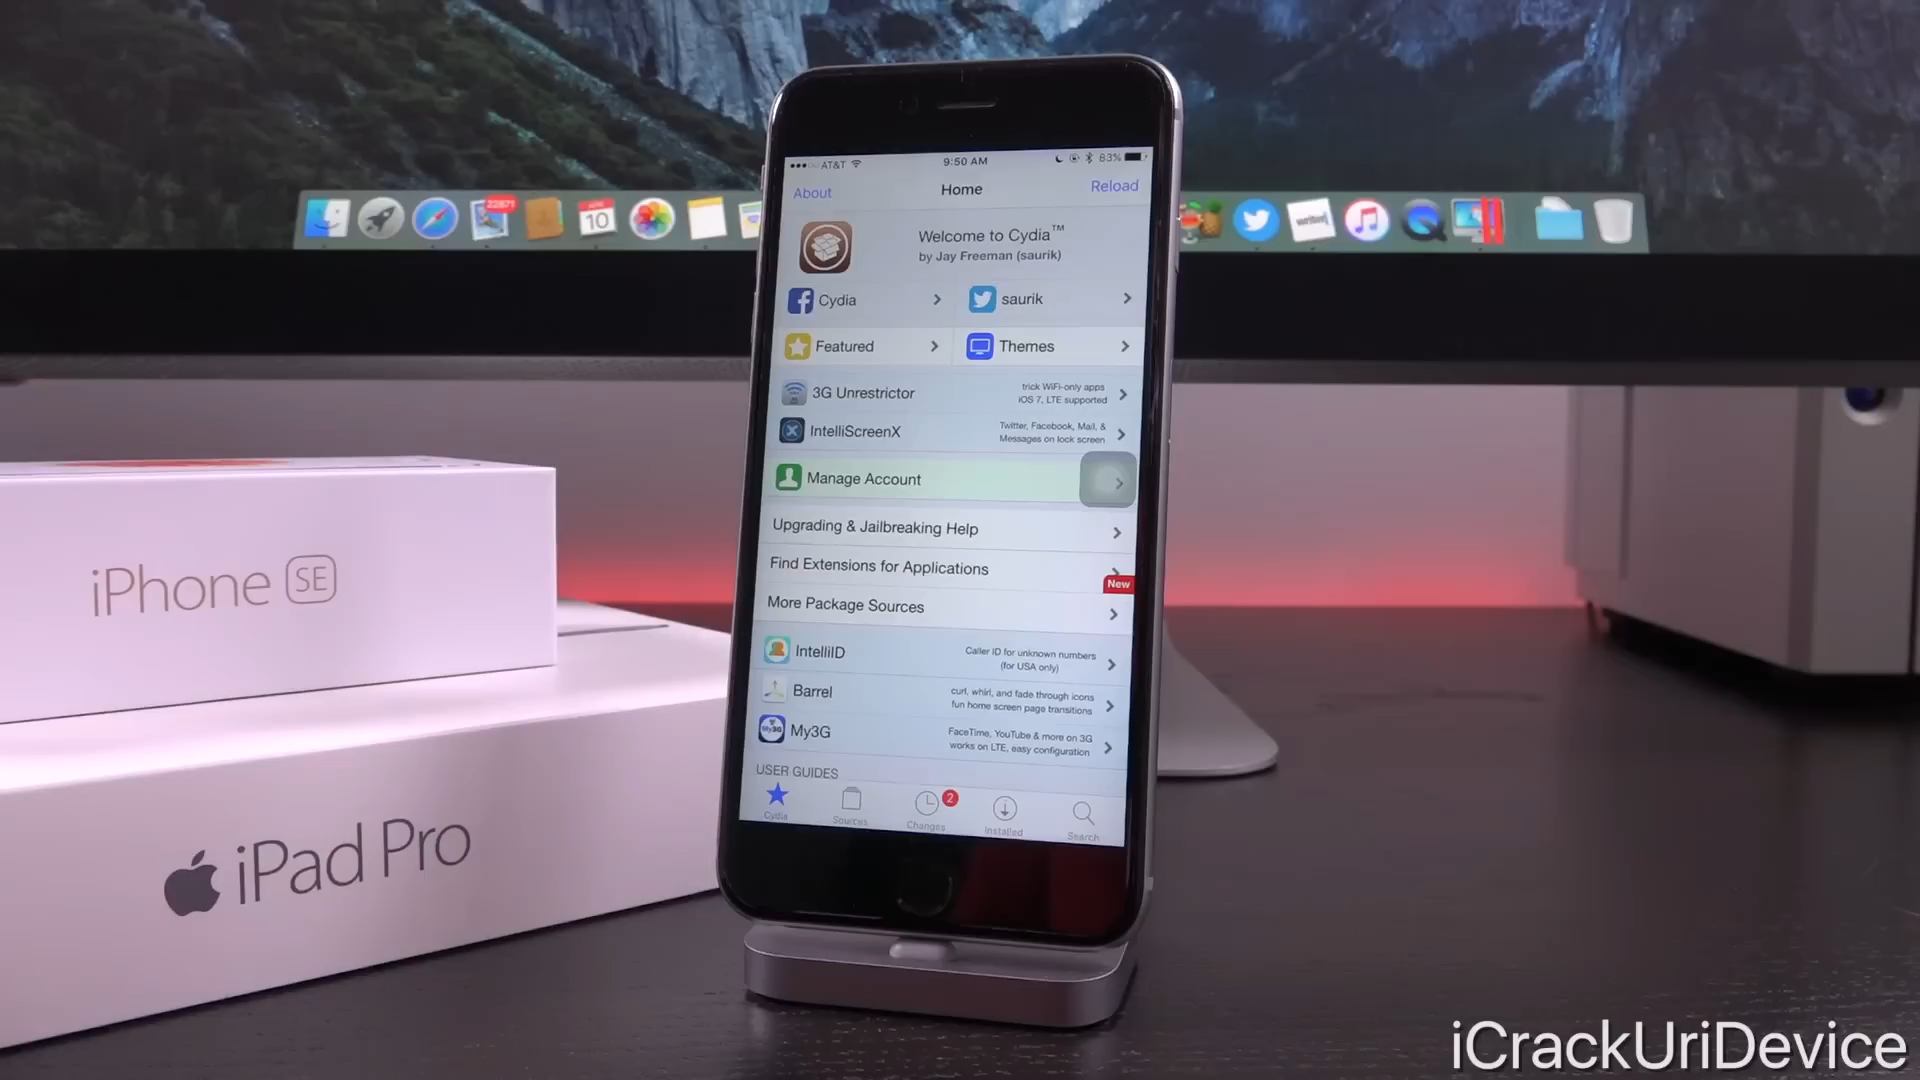 AT&T
9:50 AM
83%
About
Home
Reload
Welcome to Cydia™
by Jay Freeman (saurik)
Cydia
saurik
Featured
Themes
3G Unrestrictor
trick WiFi-only apps
iOS 7, LTE supported
IntelliScreenX
Twitter, Facebook, Mail, &
Messages on lock screen
Manage Account
Upgrading & Jailbreaking Help
Find Extensions for Applications
New
More Package Sources
IntelliID
Caller ID for unknown numbers
(for USA only)
Barrel
curl, whirl, and fade through icons
fun home screen page transitions
My3G
My3G
FaceTime, YouTube & more on 3G
works on LTE, easy configuration
USER GUIDES
Cydia
Sources
Changes
2
Installed
Search
22671
10
iPhone SE
iPad Pro
iCrackUriDevice